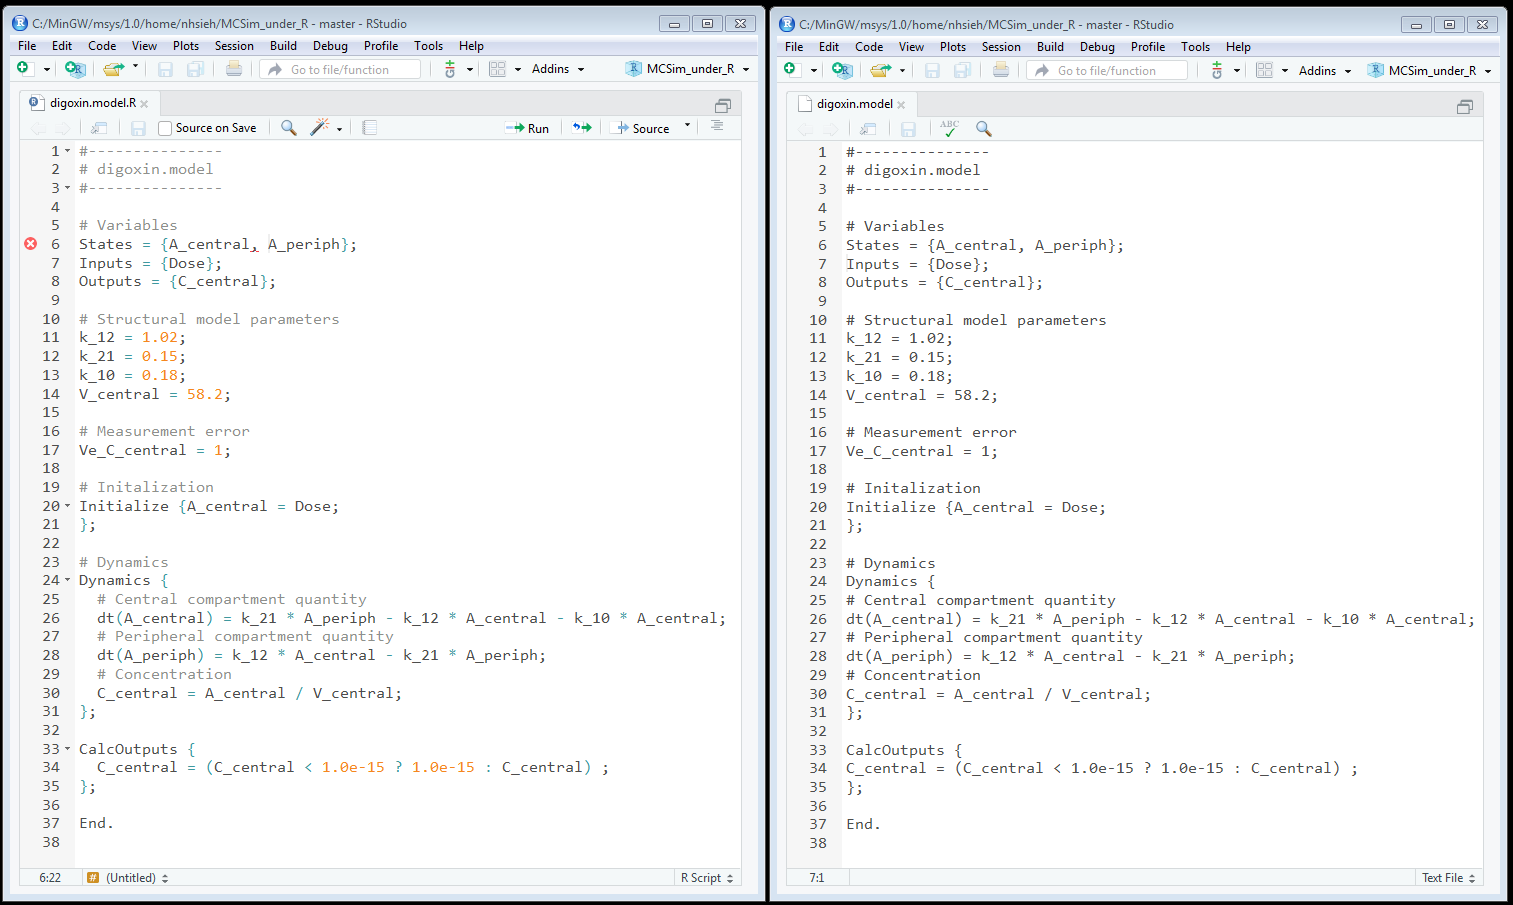 C:/MinGW/msys/1.0/home/nhsieh/MCSim_under_R - master - RStudio
File Edit Code View Plots Session Build Debug Profile Tools Help
Go to file/function Addins MCSim_under_R
digoxin.model.R
Source on Save Run Source
1 #---------------
2 # digoxin.model
3 #---------------
4
5 # Variables
6 States = {A_central, A_periph};
7 Inputs = {Dose};
8 Outputs = {C_central};
9
10 # Structural model parameters
11 k_12 = 1.02;
12 k_21 = 0.15;
13 k_10 = 0.18;
14 V_central = 58.2;
15
16 # Measurement error
17 Ve_C_central = 1;
18
19 # Initalization
20 Initialize {A_central = Dose;
21 };
22
23 # Dynamics
24 Dynamics {
25 # Central compartment quantity
26 dt(A_central) = k_21 * A_periph - k_12 * A_central - k_10 * A_central;
27 # Peripheral compartment quantity
28 dt(A_periph) = k_12 * A_central - k_21 * A_periph;
29 # Concentration
30 C_central = A_central / V_central;
31 };
32
33 CalcOutputs {
34 C_central = (C_central < 1.0e-15 ? 1.0e-15 : C_central) ;
35 };
36
37 End.
38
6:22 # (Untitled) R Script
C:/MinGW/msys/1.0/home/nhsieh/MCSim_under_R - master - RStudio
File Edit Code View Plots Session Build Debug Profile Tools Help
Go to file/function Addins MCSim_under_R
digoxin.model
ABC
1 #---------------
2 # digoxin.model
3 #---------------
4
5 # Variables
6 States = {A_central, A_periph};
7 Inputs = {Dose};
8 Outputs = {C_central};
9
10 # Structural model parameters
11 k_12 = 1.02;
12 k_21 = 0.15;
13 k_10 = 0.18;
14 V_central = 58.2;
15
16 # Measurement error
17 Ve_C_central = 1;
18
19 # Initalization
20 Initialize {A_central = Dose;
21 };
22
23 # Dynamics
24 Dynamics {
25 # Central compartment quantity
26 dt(A_central) = k_21 * A_periph - k_12 * A_central - k_10 * A_central;
27 # Peripheral compartment quantity
28 dt(A_periph) = k_12 * A_central - k_21 * A_periph;
29 # Concentration
30 C_central = A_central / V_central;
31 };
32
33 CalcOutputs {
34 C_central = (C_central < 1.0e-15 ? 1.0e-15 : C_central) ;
35 };
36
37 End.
38
7:1 Text File